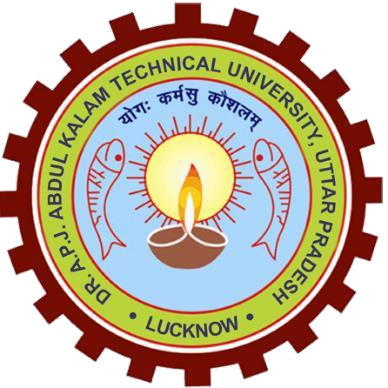 DR. A.P.J. ABDUL KALAM TECHNICAL UNIVERSITY, UTTAR PRADESH
योगः कर्मसु कौशलम्
• LUCKNOW •